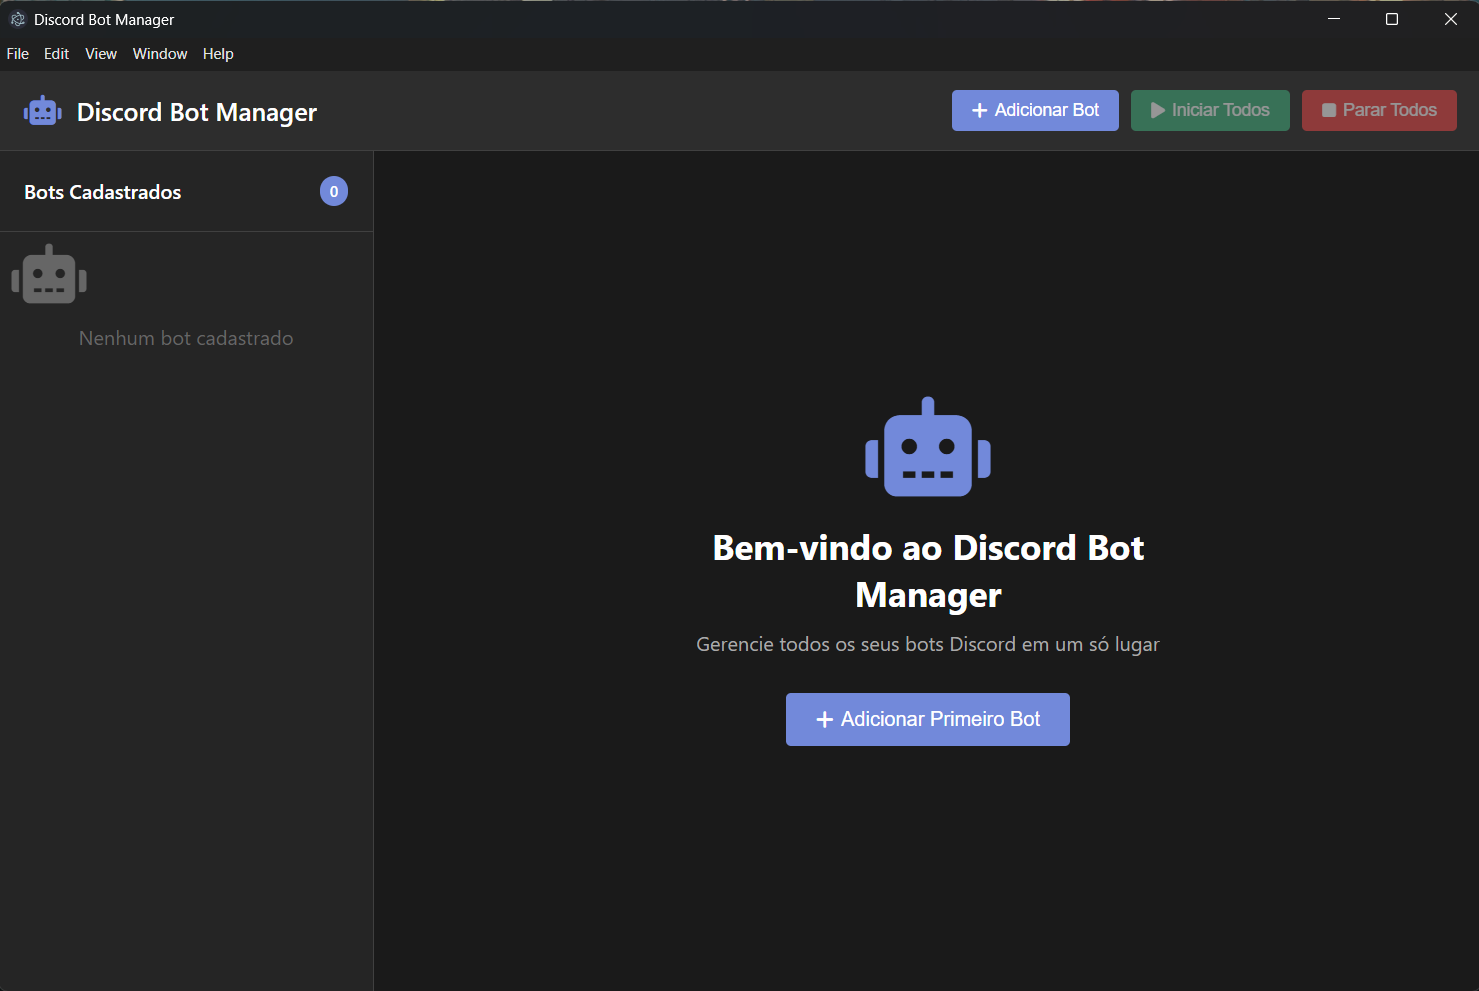 Discord Bot Manager
File Edit View Window Help
Discord Bot Manager
Adicionar Bot
Iniciar Todos
Parar Todos
Bots Cadastrados
0
Nenhum bot cadastrado
Bem-vindo ao Discord Bot
Manager
Gerencie todos os seus bots Discord em um só lugar
Adicionar Primeiro Bot